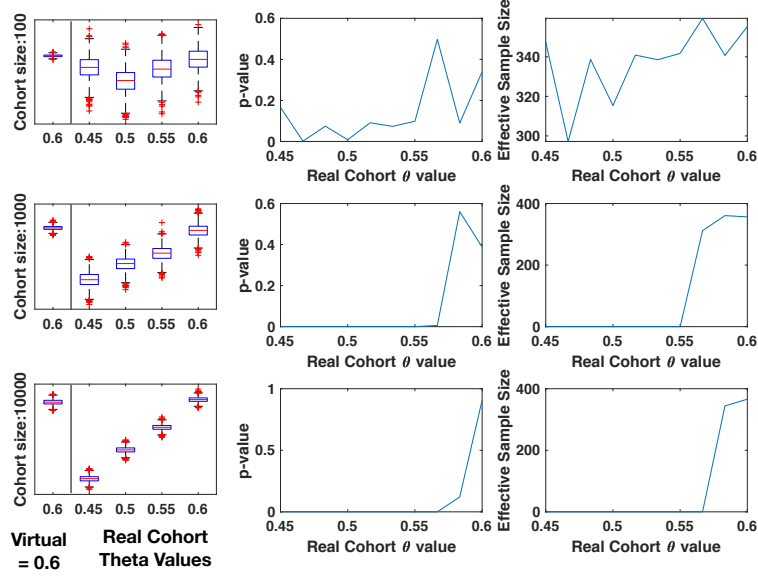 Cohort size:100
0.6 0.45 0.5 0.55 0.6
p-value
0.6
0.4
0.2
0
0.45 0.5 0.55 0.6
Real Cohort θ value
Effective Sample Size
340
320
300
0.45 0.5 0.55 0.6
Real Cohort θ value
Cohort size:1000
0.6 0.45 0.5 0.55 0.6
p-value
0.6
0.4
0.2
0
0.45 0.5 0.55 0.6
Real Cohort θ value
Effective Sample Size
400
200
0
0.45 0.5 0.55 0.6
Real Cohort θ value
Cohort size:10000
0.6 0.45 0.5 0.55 0.6
p-value
1
0.5
0
0.45 0.5 0.55 0.6
Real Cohort θ value
Effective Sample Size
400
200
0
0.45 0.5 0.55 0.6
Real Cohort θ value
Virtual
= 0.6
Real Cohort
Theta Values